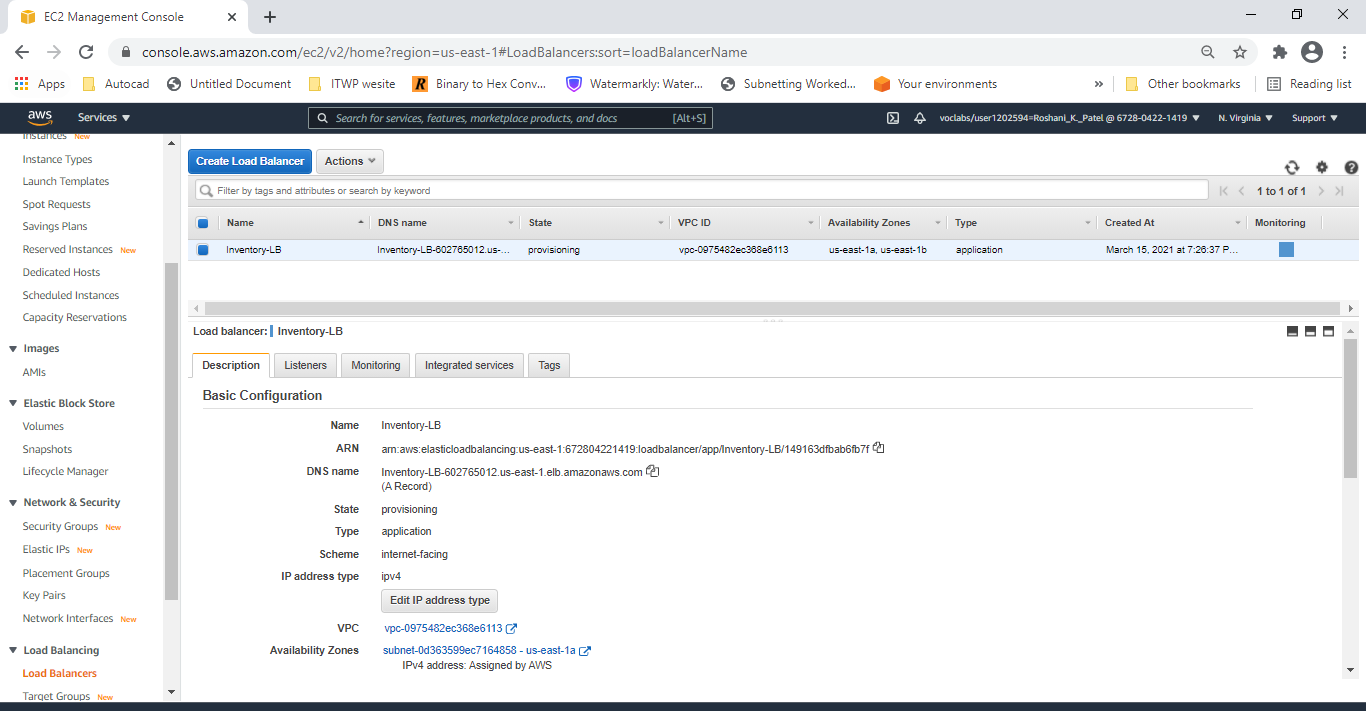 EC2 Management Console
console.aws.amazon.com/ec2/v2/home?region=us-east-1#LoadBalancers:sort=loadBalancerName
Apps Autocad Untitled Document ITWP wesite R Binary to Hex Conv... Watermarkly: Water... Subnetting Worked... Your environments » Other bookmarks Reading list
aws Services Search for services, features, marketplace products, and docs [Alt+S] voclabs/user1202594=Roshani_K._Patel @ 6728-0422-1419 N. Virginia Support
Instances New
Instance Types
Launch Templates
Spot Requests
Savings Plans
Reserved Instances New
Dedicated Hosts
Scheduled Instances
Capacity Reservations
Images
AMIs
Elastic Block Store
Volumes
Snapshots
Lifecycle Manager
Network & Security
Security Groups New
Elastic IPs New
Placement Groups
Key Pairs
Network Interfaces New
Load Balancing
Load Balancers
Target Groups New
Create Load Balancer Actions
Filter by tags and attributes or search by keyword 1 to 1 of 1
Name DNS name State VPC ID Availability Zones Type Created At Monitoring
Inventory-LB Inventory-LB-602765012.us-... provisioning vpc-0975482ec368e6113 us-east-1a, us-east-1b application March 15, 2021 at 7:26:37 P...
Load balancer: Inventory-LB
Description Listeners Monitoring Integrated services Tags
Basic Configuration
Name Inventory-LB
ARN arn:aws:elasticloadbalancing:us-east-1:672804221419:loadbalancer/app/Inventory-LB/149163dfbab6fb7f
DNS name Inventory-LB-602765012.us-east-1.elb.amazonaws.com
(A Record)
State provisioning
Type application
Scheme internet-facing
IP address type ipv4
Edit IP address type
VPC vpc-0975482ec368e6113
Availability Zones subnet-0d363599ec7164858 - us-east-1a
IPv4 address: Assigned by AWS